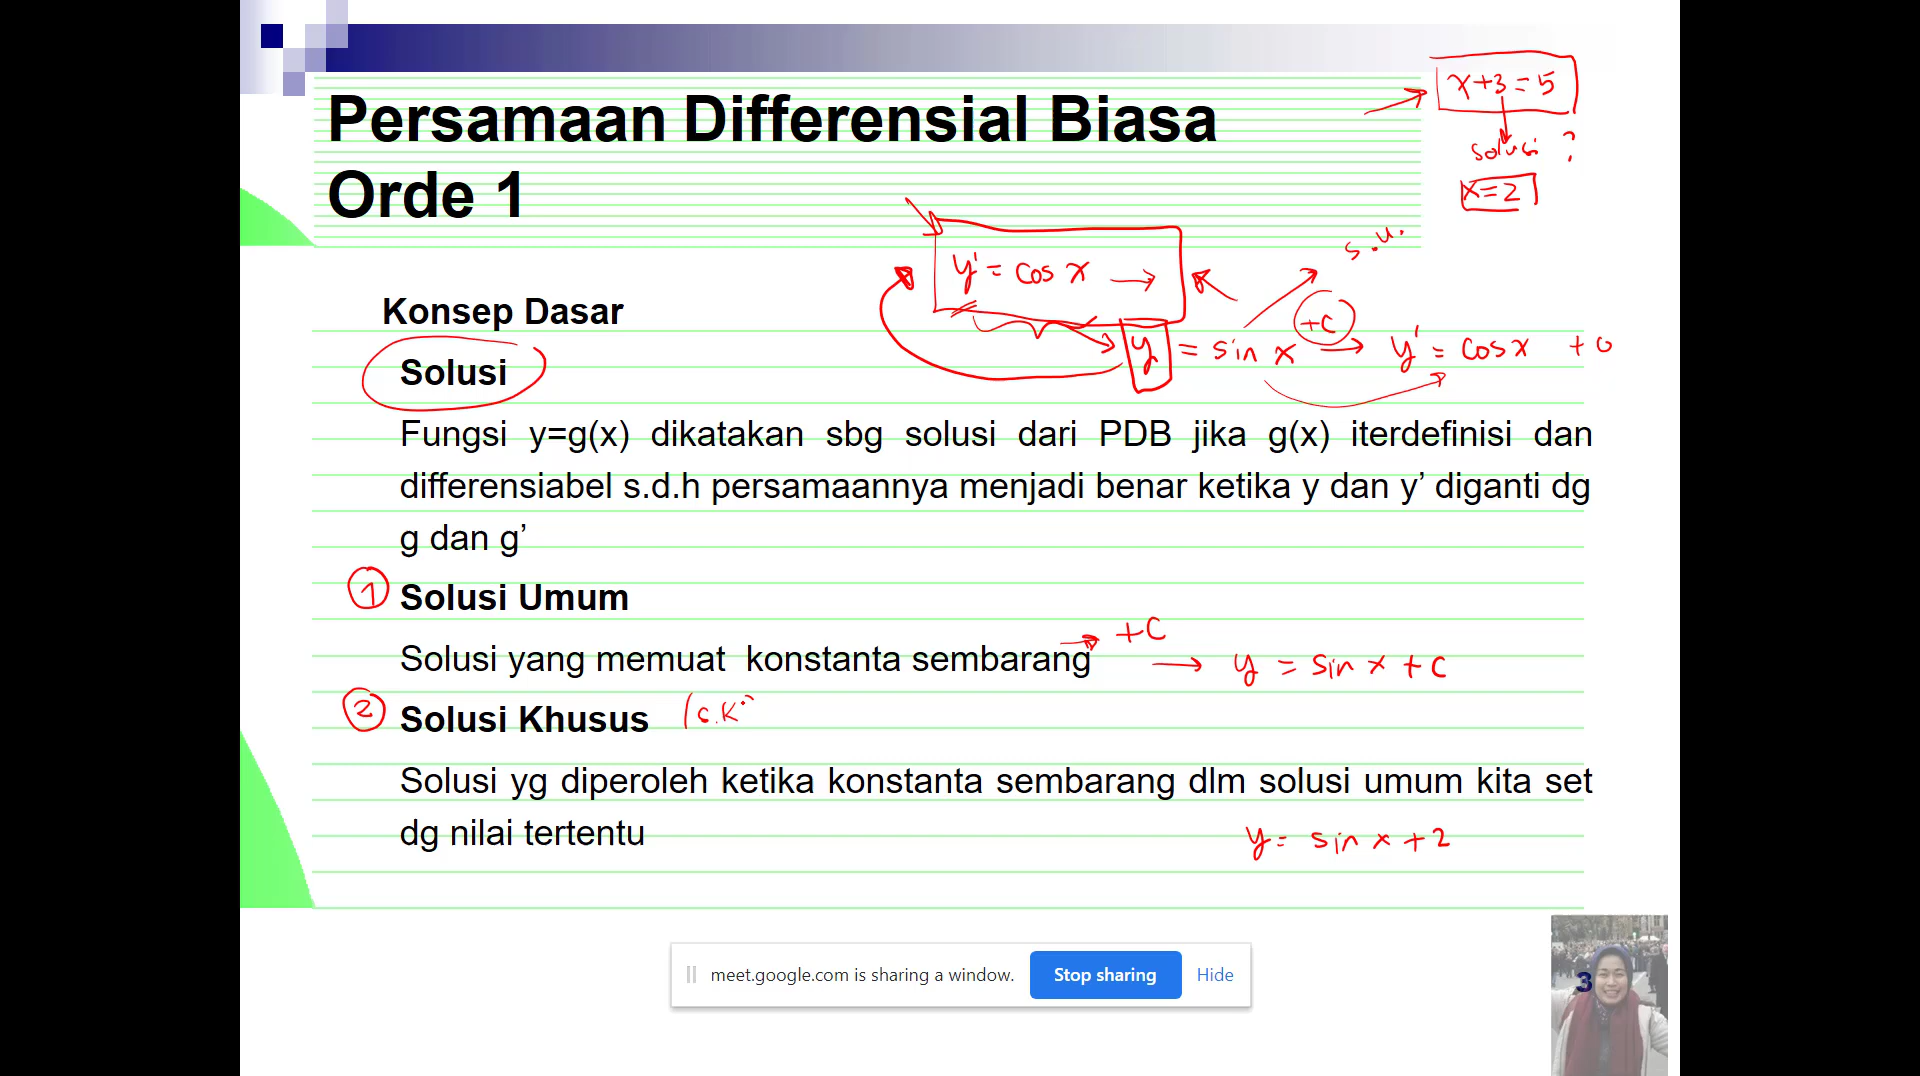 Persamaan Differensial Biasa
Orde 1
x+3=5
solusi ?
x=2
s.u.
y' = cos x →
Konsep Dasar
+c
y = sin x → y' = cos x + 0
Solusi
Fungsi y=g(x) dikatakan sbg solusi dari PDB jika g(x) iterdefinisi dan
differensiabel s.d.h persamaannya menjadi benar ketika y dan y’ diganti dg
g dan g’
1 Solusi Umum
→ +C
Solusi yang memuat konstanta sembarang → y = sin x + c
2 Solusi Khusus (s.k
Solusi yg diperoleh ketika konstanta sembarang dlm solusi umum kita set
dg nilai tertentu
y= sin x + 2
meet.google.com is sharing a window. Stop sharing Hide
3